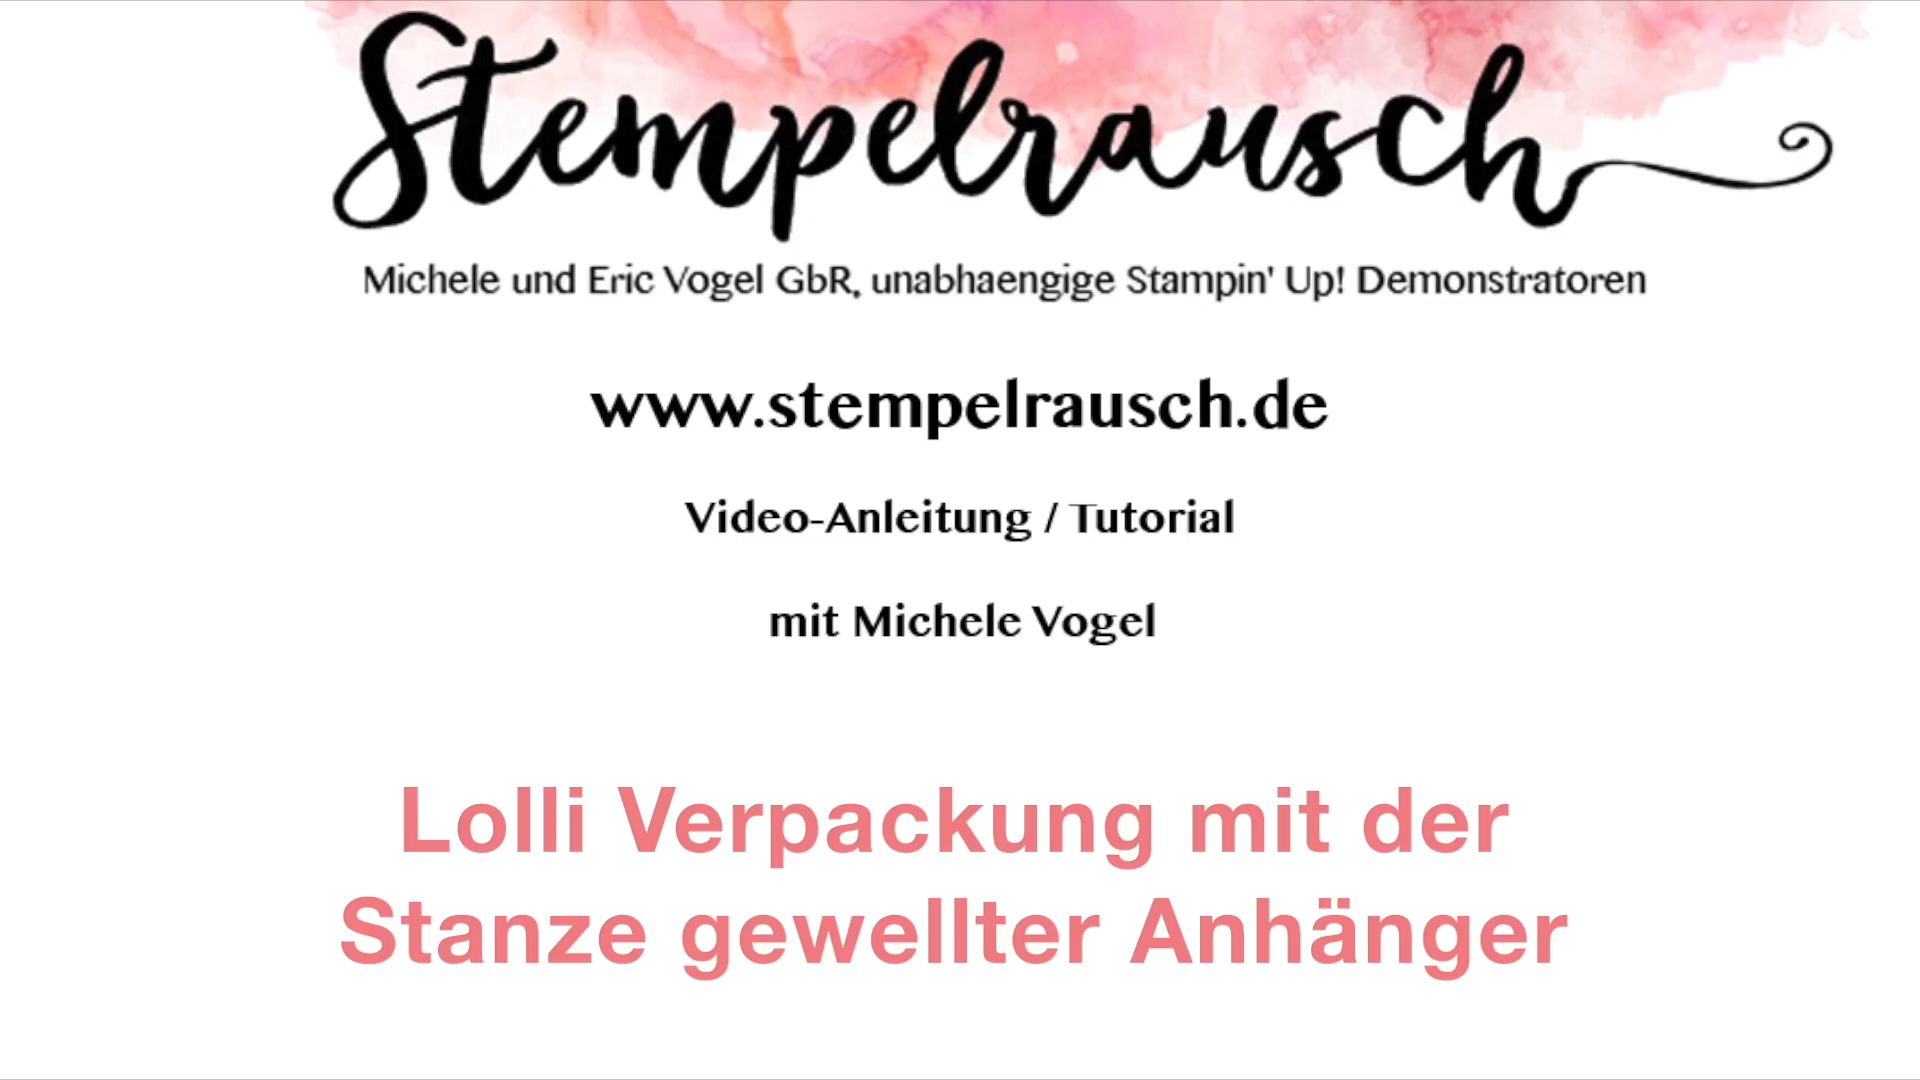 Stempelrausch
Michele und Eric Vogel GbR, unabhaengige Stampin' Up! Demonstratoren
www.stempelrausch.de
Video-Anleitung / Tutorial
mit Michele Vogel
Lolli Verpackung mit der
Stanze gewellter Anhänger